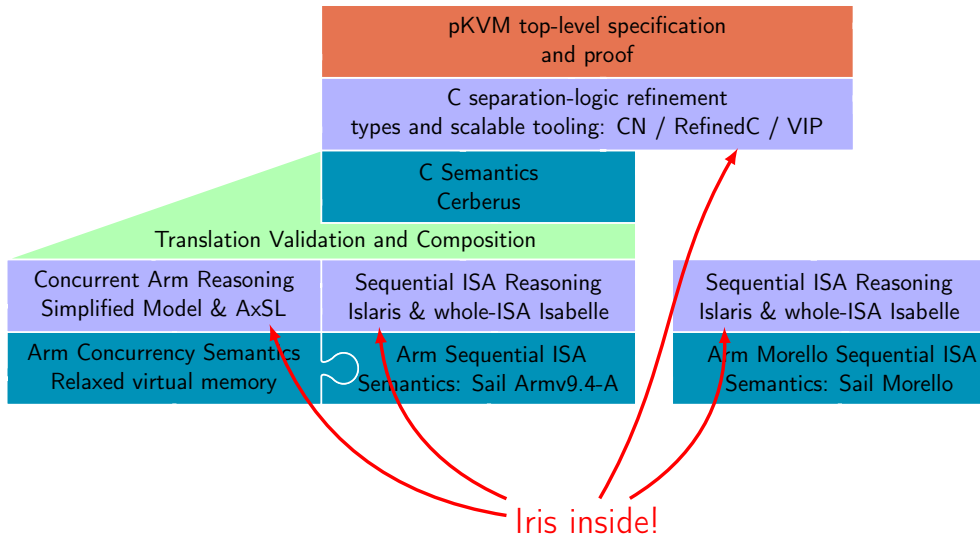 pKVM top-level specification
and proof
C separation-logic refinement
types and scalable tooling: CN / RefinedC / VIP
C Semantics
Cerberus
Translation Validation and Composition
Concurrent Arm Reasoning
Simplified Model & AxSL
Sequential ISA Reasoning
Islaris & whole-ISA Isabelle
Sequential ISA Reasoning
Islaris & whole-ISA Isabelle
Arm Concurrency Semantics
Relaxed virtual memory
Arm Sequential ISA
Semantics: Sail Armv9.4-A
Arm Morello Sequential ISA
Semantics: Sail Morello
Iris inside!